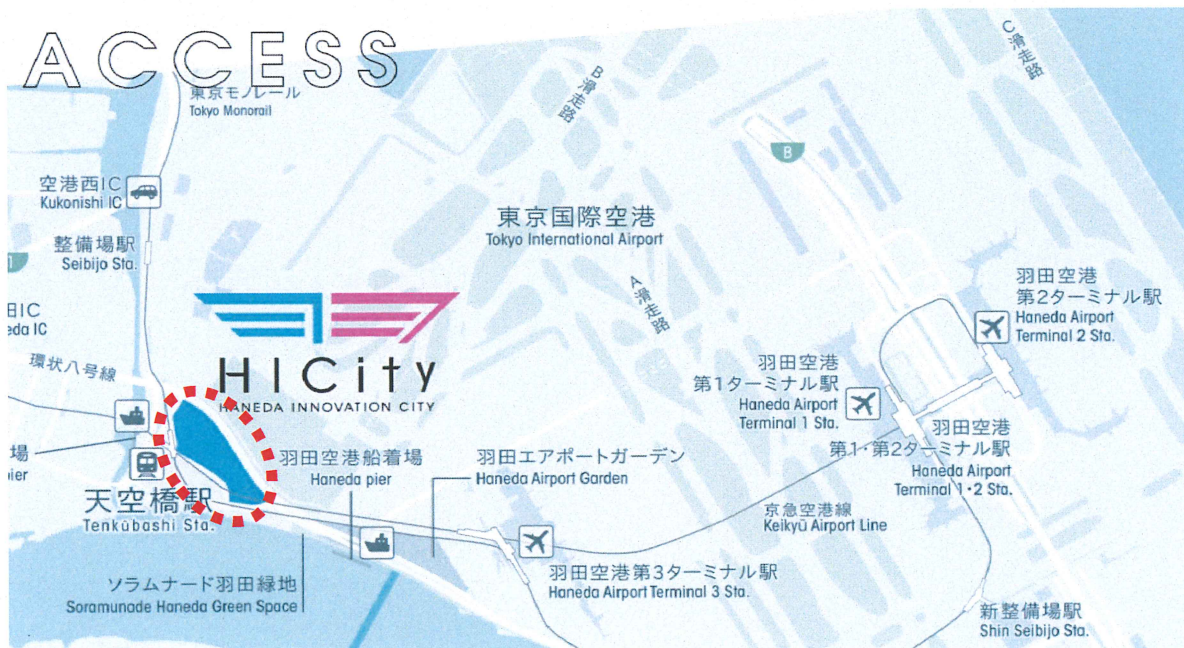 ACCESS
東京モノレール
Tokyo Monorail
B滑走路
C滑走路
B
空港西IC
Kukonishi IC
東京国際空港
Tokyo International Airport
整備場駅
Seibijo Sta.
1
A滑走路
羽田空港
第2ターミナル駅
Haneda Airport
Terminal 2 Sta.
田IC
eda IC
HICity
HANEDA INNOVATION CITY
環状八号線
羽田空港
第1ターミナル駅
Haneda Airport
Terminal 1 Sta.
羽田空港
第1・第2ターミナル駅
Haneda Airport
Terminal 1・2 Sta.
場
pier
羽田空港船着場
Haneda pier
羽田エアポートガーデン
Haneda Airport Garden
天空橋駅
Tenkūbashi Sta.
京急空港線
Keikyū Airport Line
ソラムナード羽田緑地
Soramunade Haneda Green Space
羽田空港第3ターミナル駅
Haneda Airport Terminal 3 Sta.
新整備場駅
Shin Seibijo Sta.